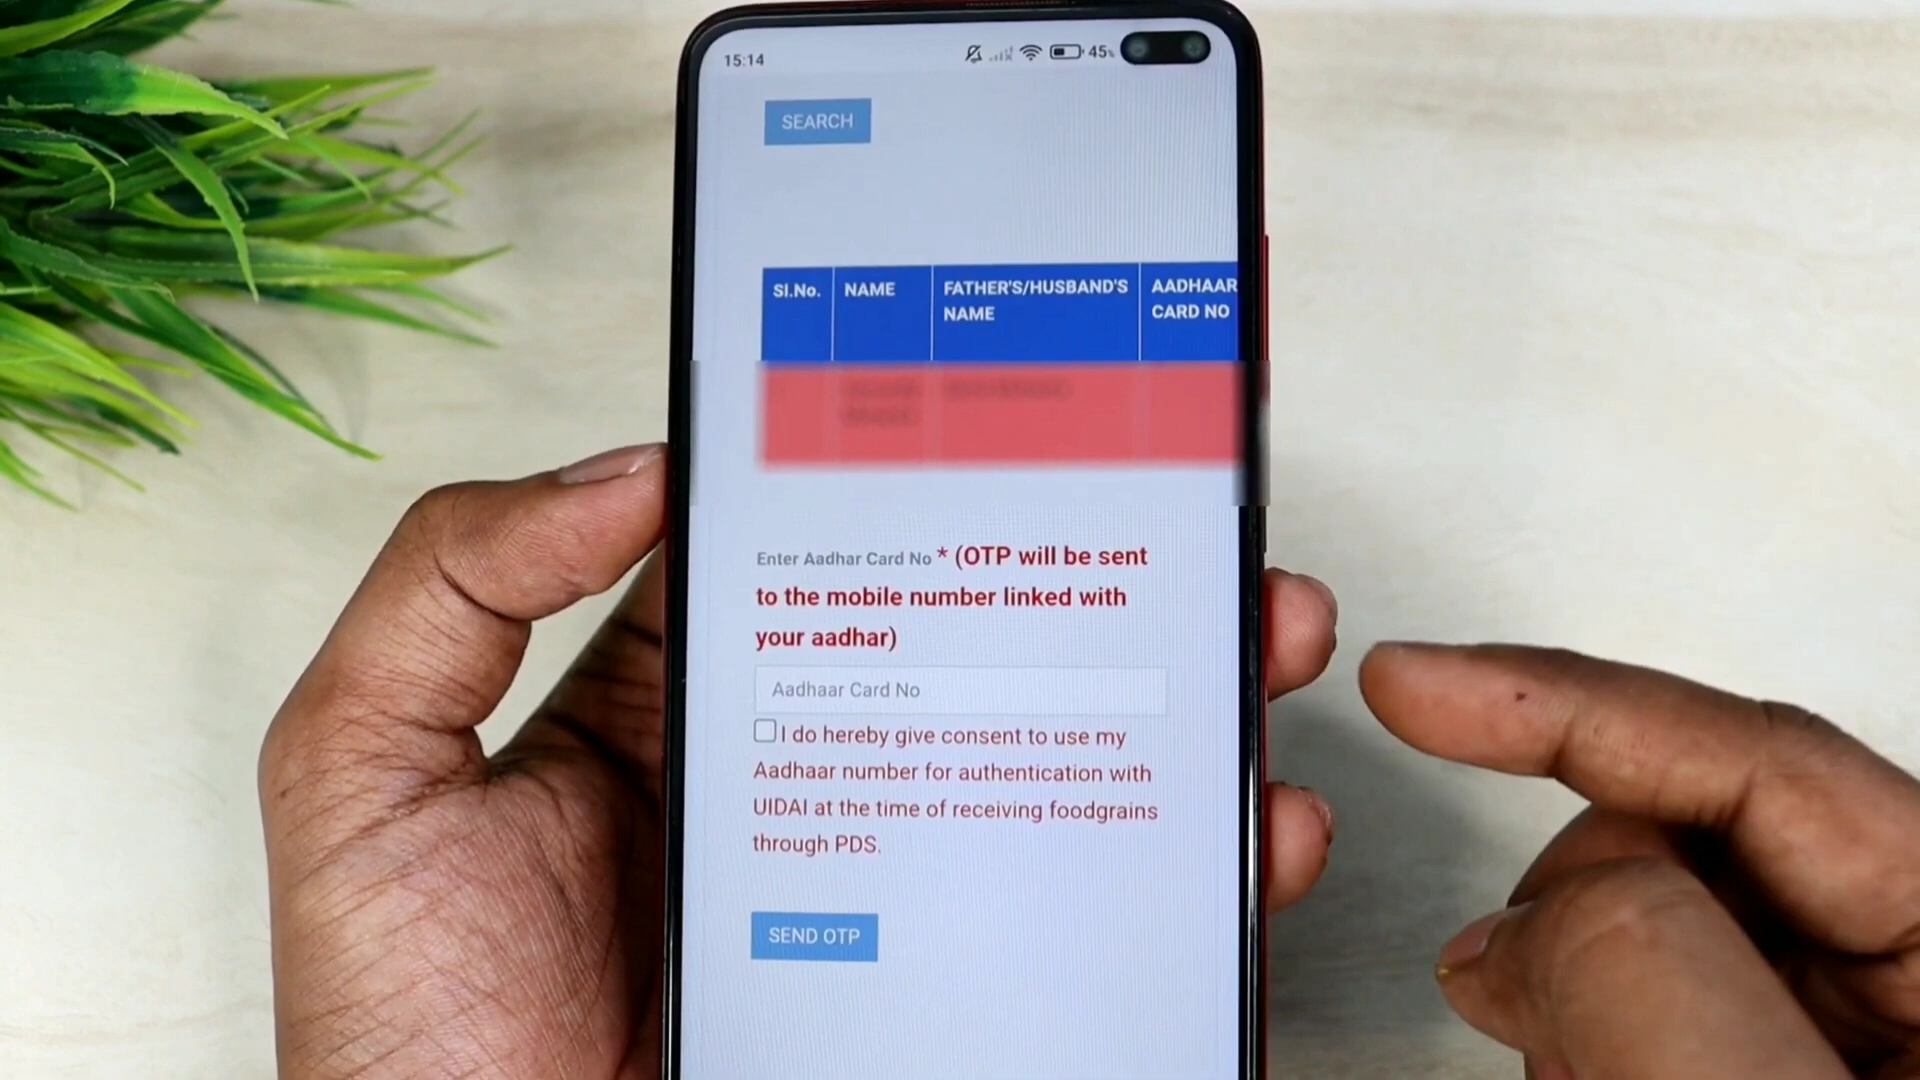 15:14
45%
SEARCH
Sl.No. NAME FATHER'S/HUSBAND'S NAME AADHAAR CARD NO
Enter Aadhar Card No * (OTP will be sent
to the mobile number linked with
your aadhar)
Aadhaar Card No
I do hereby give consent to use my
Aadhaar number for authentication with
UIDAI at the time of receiving foodgrains
through PDS.
SEND OTP